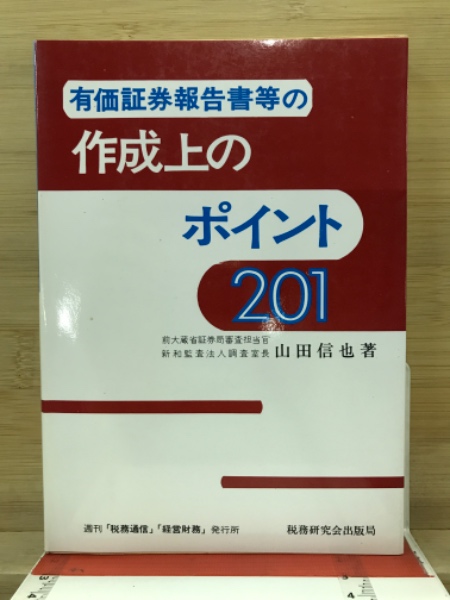 有価証券報告書等の
作成上の
ポイント
201
前大蔵省証券局審査担当官
新和監査法人調査室長 山田信也著
週刊「税務通信」「経営財務」発行所 税務研究会出版局